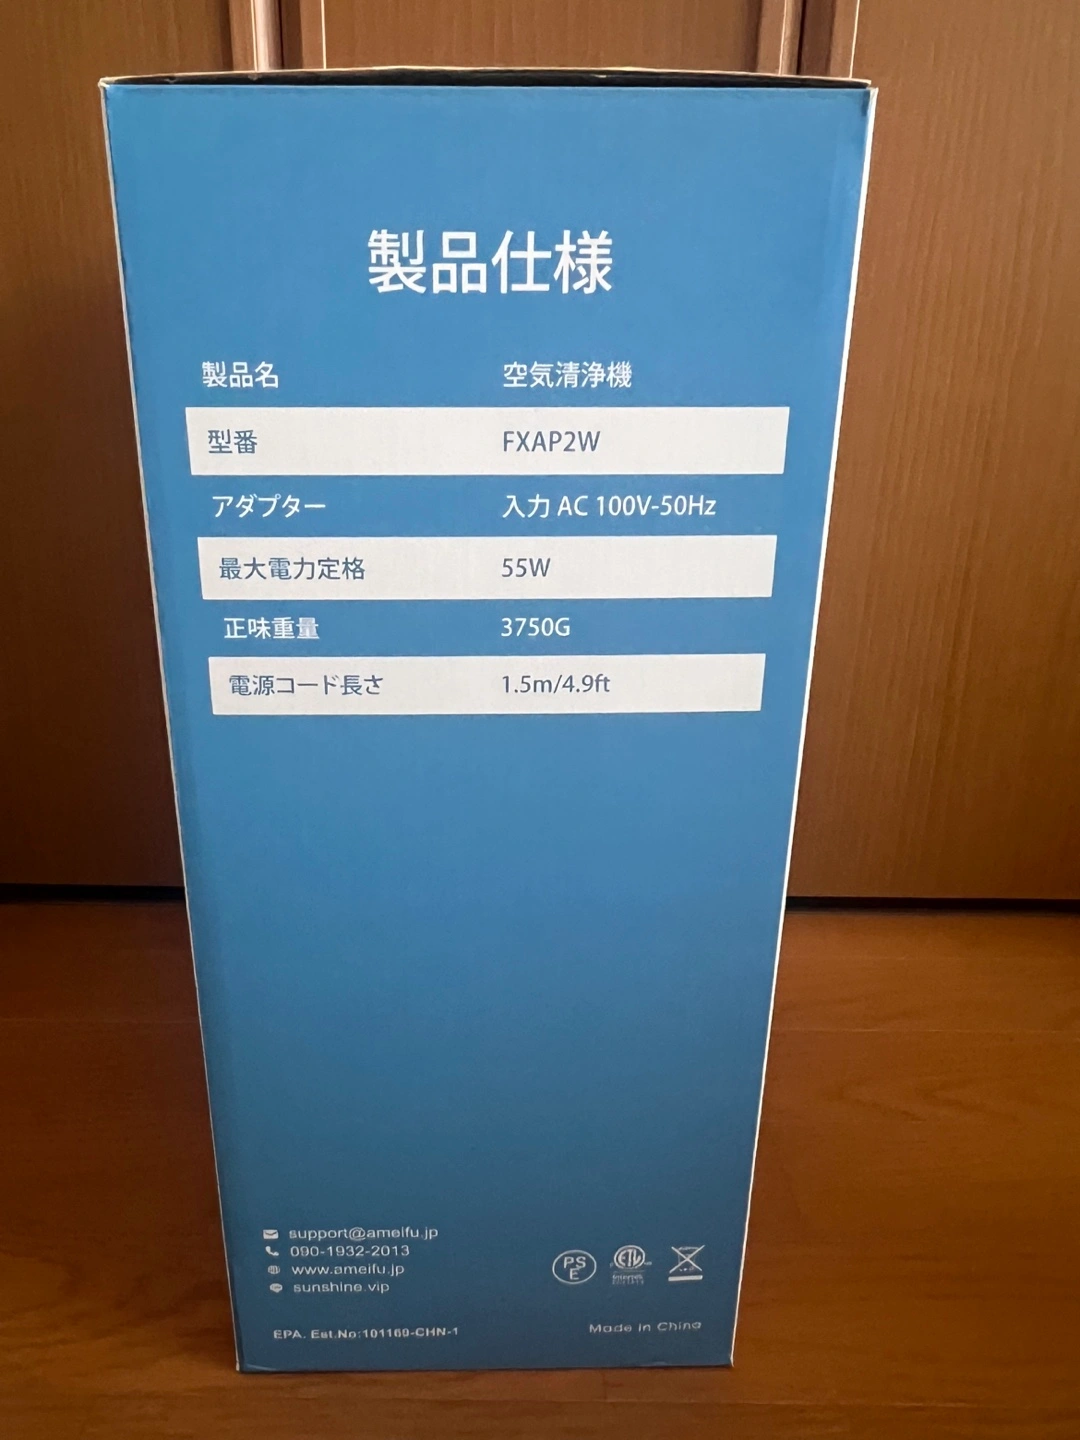 製品仕様
製品名 空気清浄機
型番 FXAP2W
アダプター 入力 AC 100V-50Hz
最大電力定格 55W
正味重量 3750G
電源コード長さ 1.5m/4.9ft
support@ameifu.jp
090-1932-2013
www.ameifu.jp
sunshine.vip
PS
E
ETL
Intertek
EPA. Est.No:101160-CHN-1
Made in China